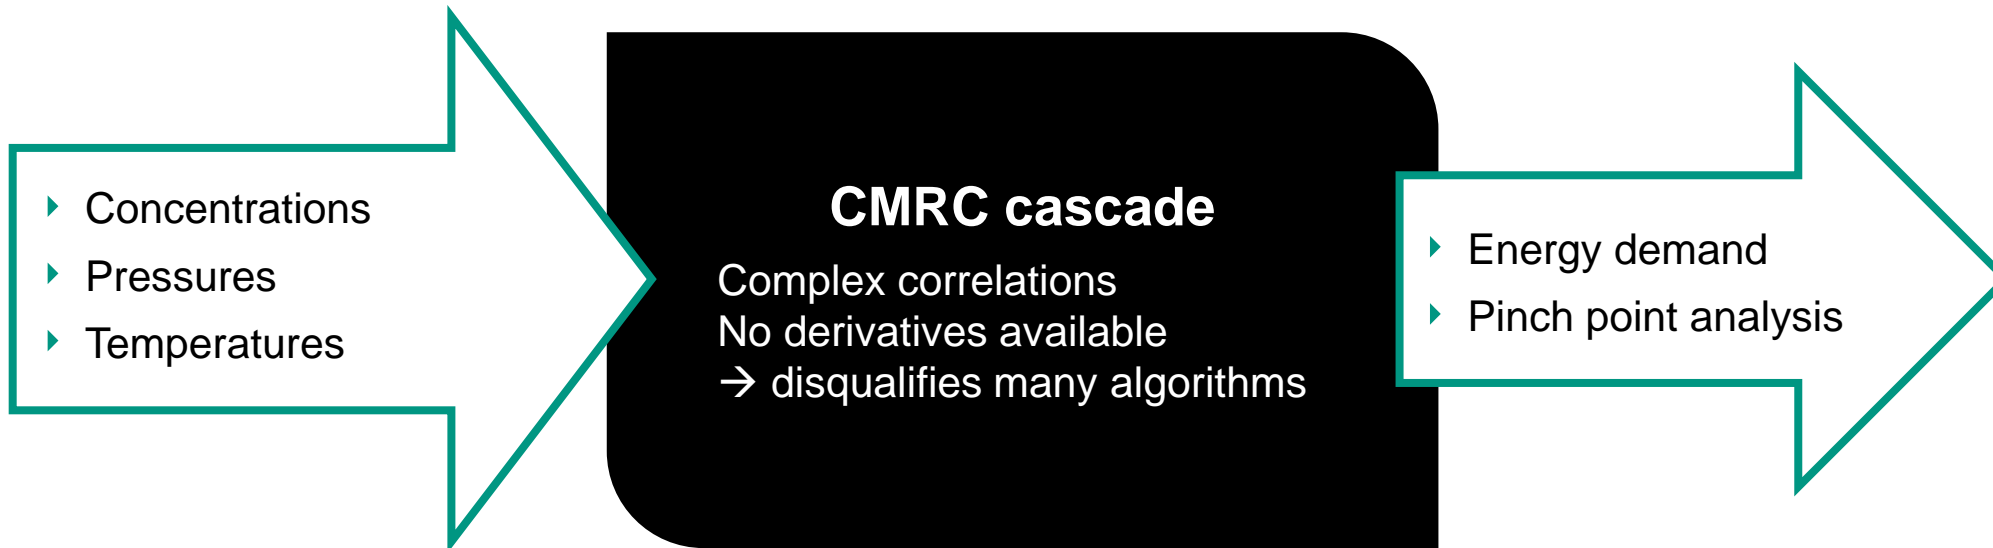 Concentrations
Pressures
Temperatures
CMRC cascade
Complex correlations
No derivatives available
→ disqualifies many algorithms
Energy demand
Pinch point analysis